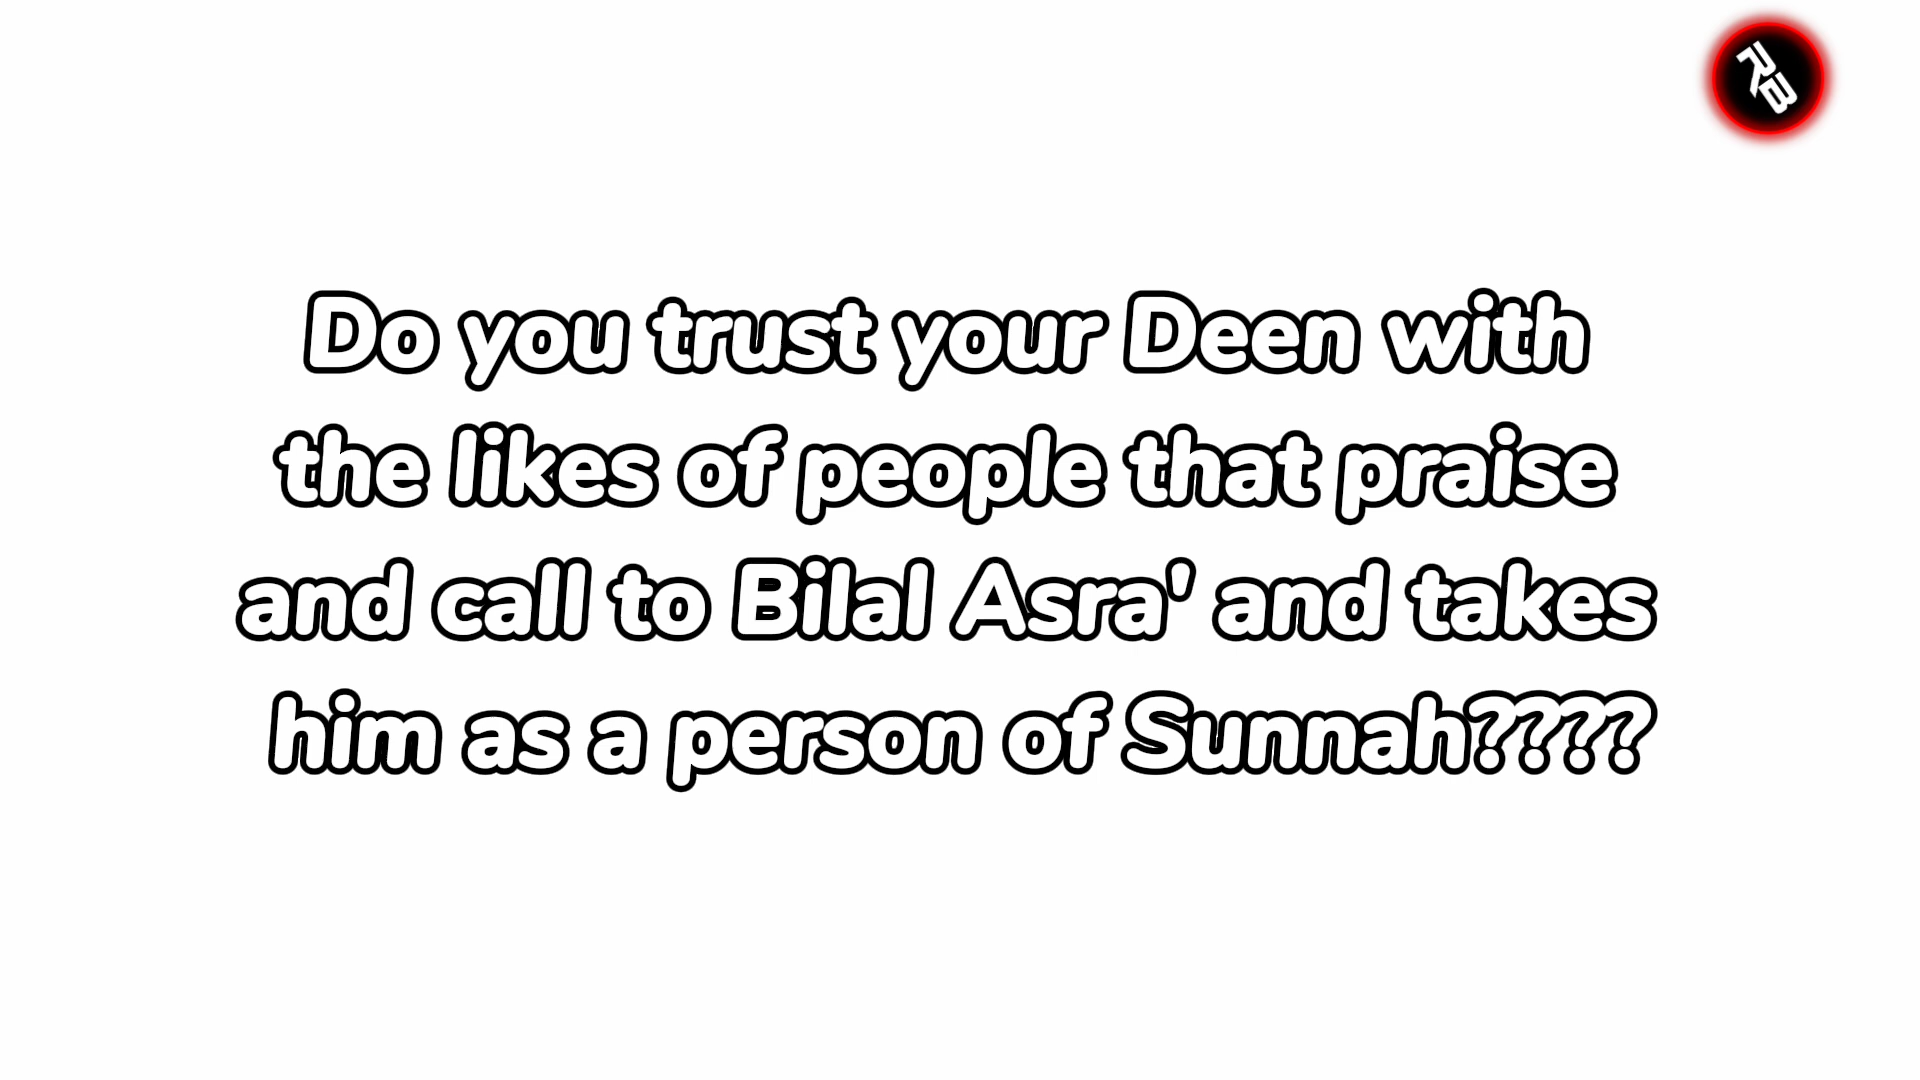 RB
Do you trust your Deen with
the likes of people that praise
and call to Bilal Asra' and takes
him as a person of Sunnah????